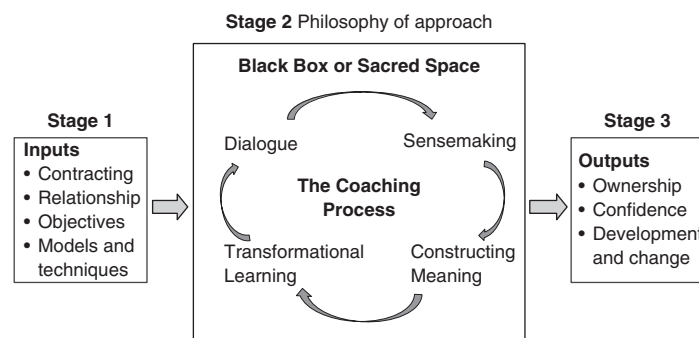 Stage 2 Philosophy of approach
Black Box or Sacred Space
Stage 1
Inputs
• Contracting
• Relationship
• Objectives
• Models and
techniques
Dialogue
Sensemaking
The Coaching
Process
Transformational
Learning
Constructing
Meaning
Stage 3
Outputs
• Ownership
• Confidence
• Development
and change